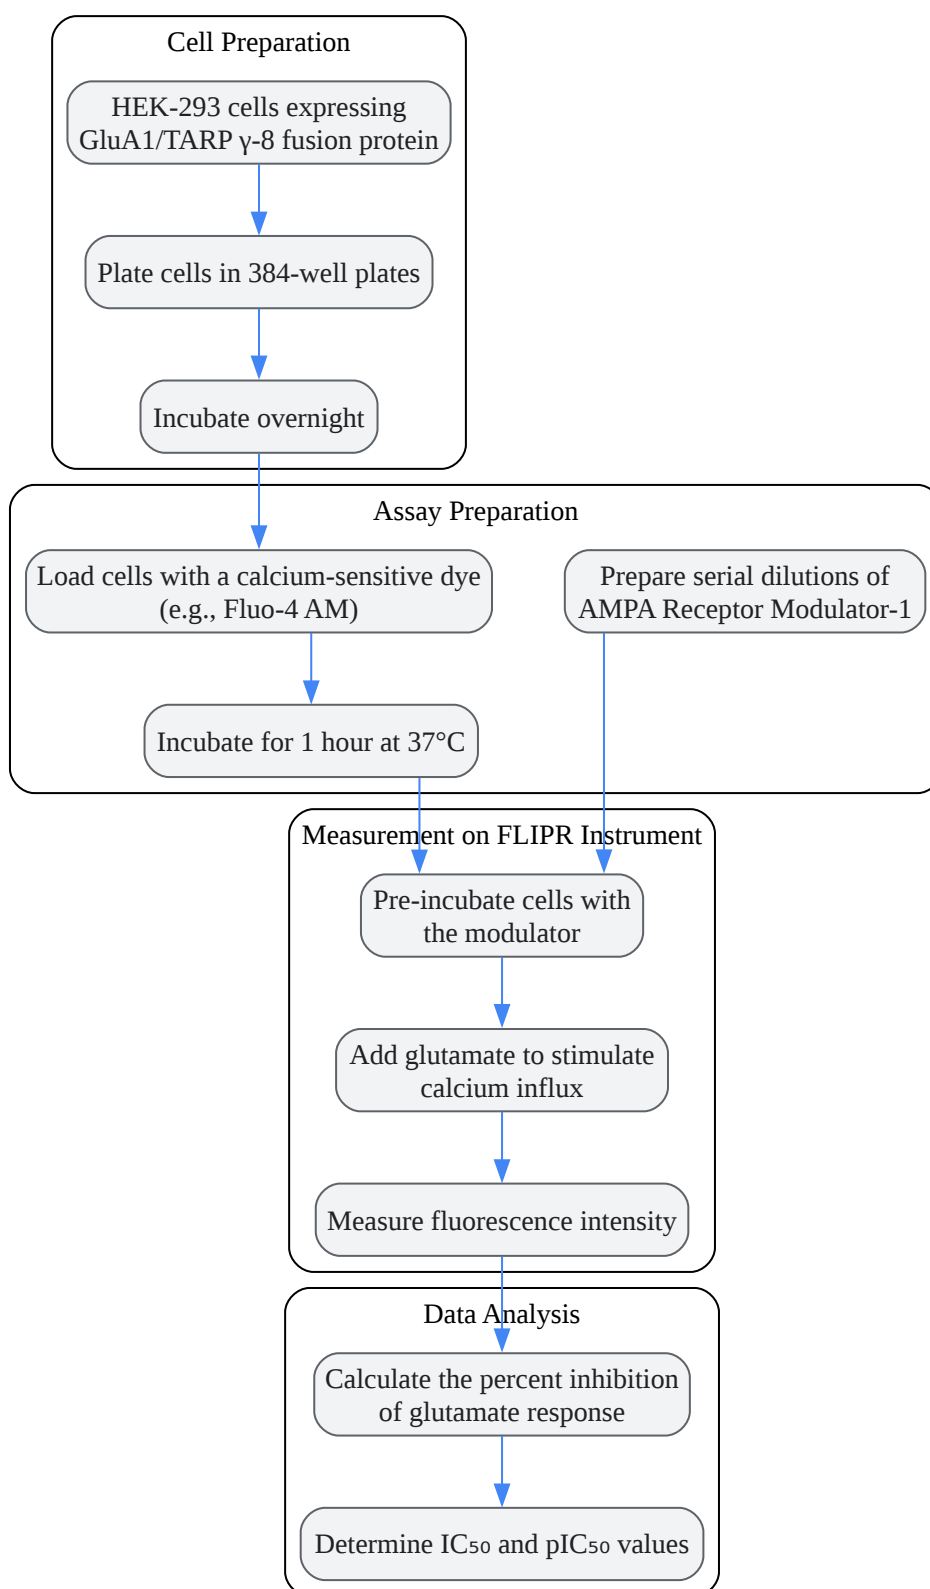 Cell Preparation
HEK-293 cells expressing
GluA1/TARP γ-8 fusion protein
Plate cells in 384-well plates
Incubate overnight
Assay Preparation
Load cells with a calcium-sensitive dye
(e.g., Fluo-4 AM)
Prepare serial dilutions of
AMPA Receptor Modulator-1
Incubate for 1 hour at 37°C
Measurement on FLIPR Instrument
Pre-incubate cells with
the modulator
Add glutamate to stimulate
calcium influx
Measure fluorescence intensity
Data Analysis
Calculate the percent inhibition
of glutamate response
Determine IC₅₀ and pIC₅₀ values